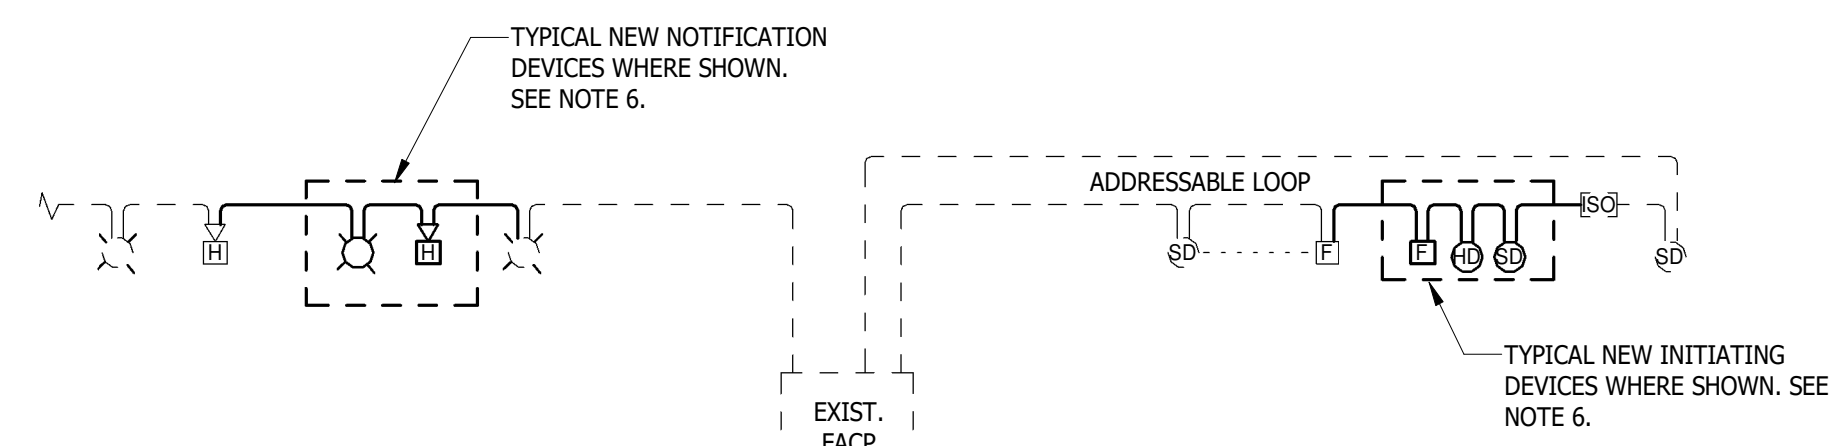 TYPICAL NEW NOTIFICATION
DEVICES WHERE SHOWN.
SEE NOTE 6.
ADDRESSABLE LOOP
H
H
SD
F
F
HD
SD
ISO
SD
TYPICAL NEW INITIATING
DEVICES WHERE SHOWN. SEE
NOTE 6.
EXIST.
FACP